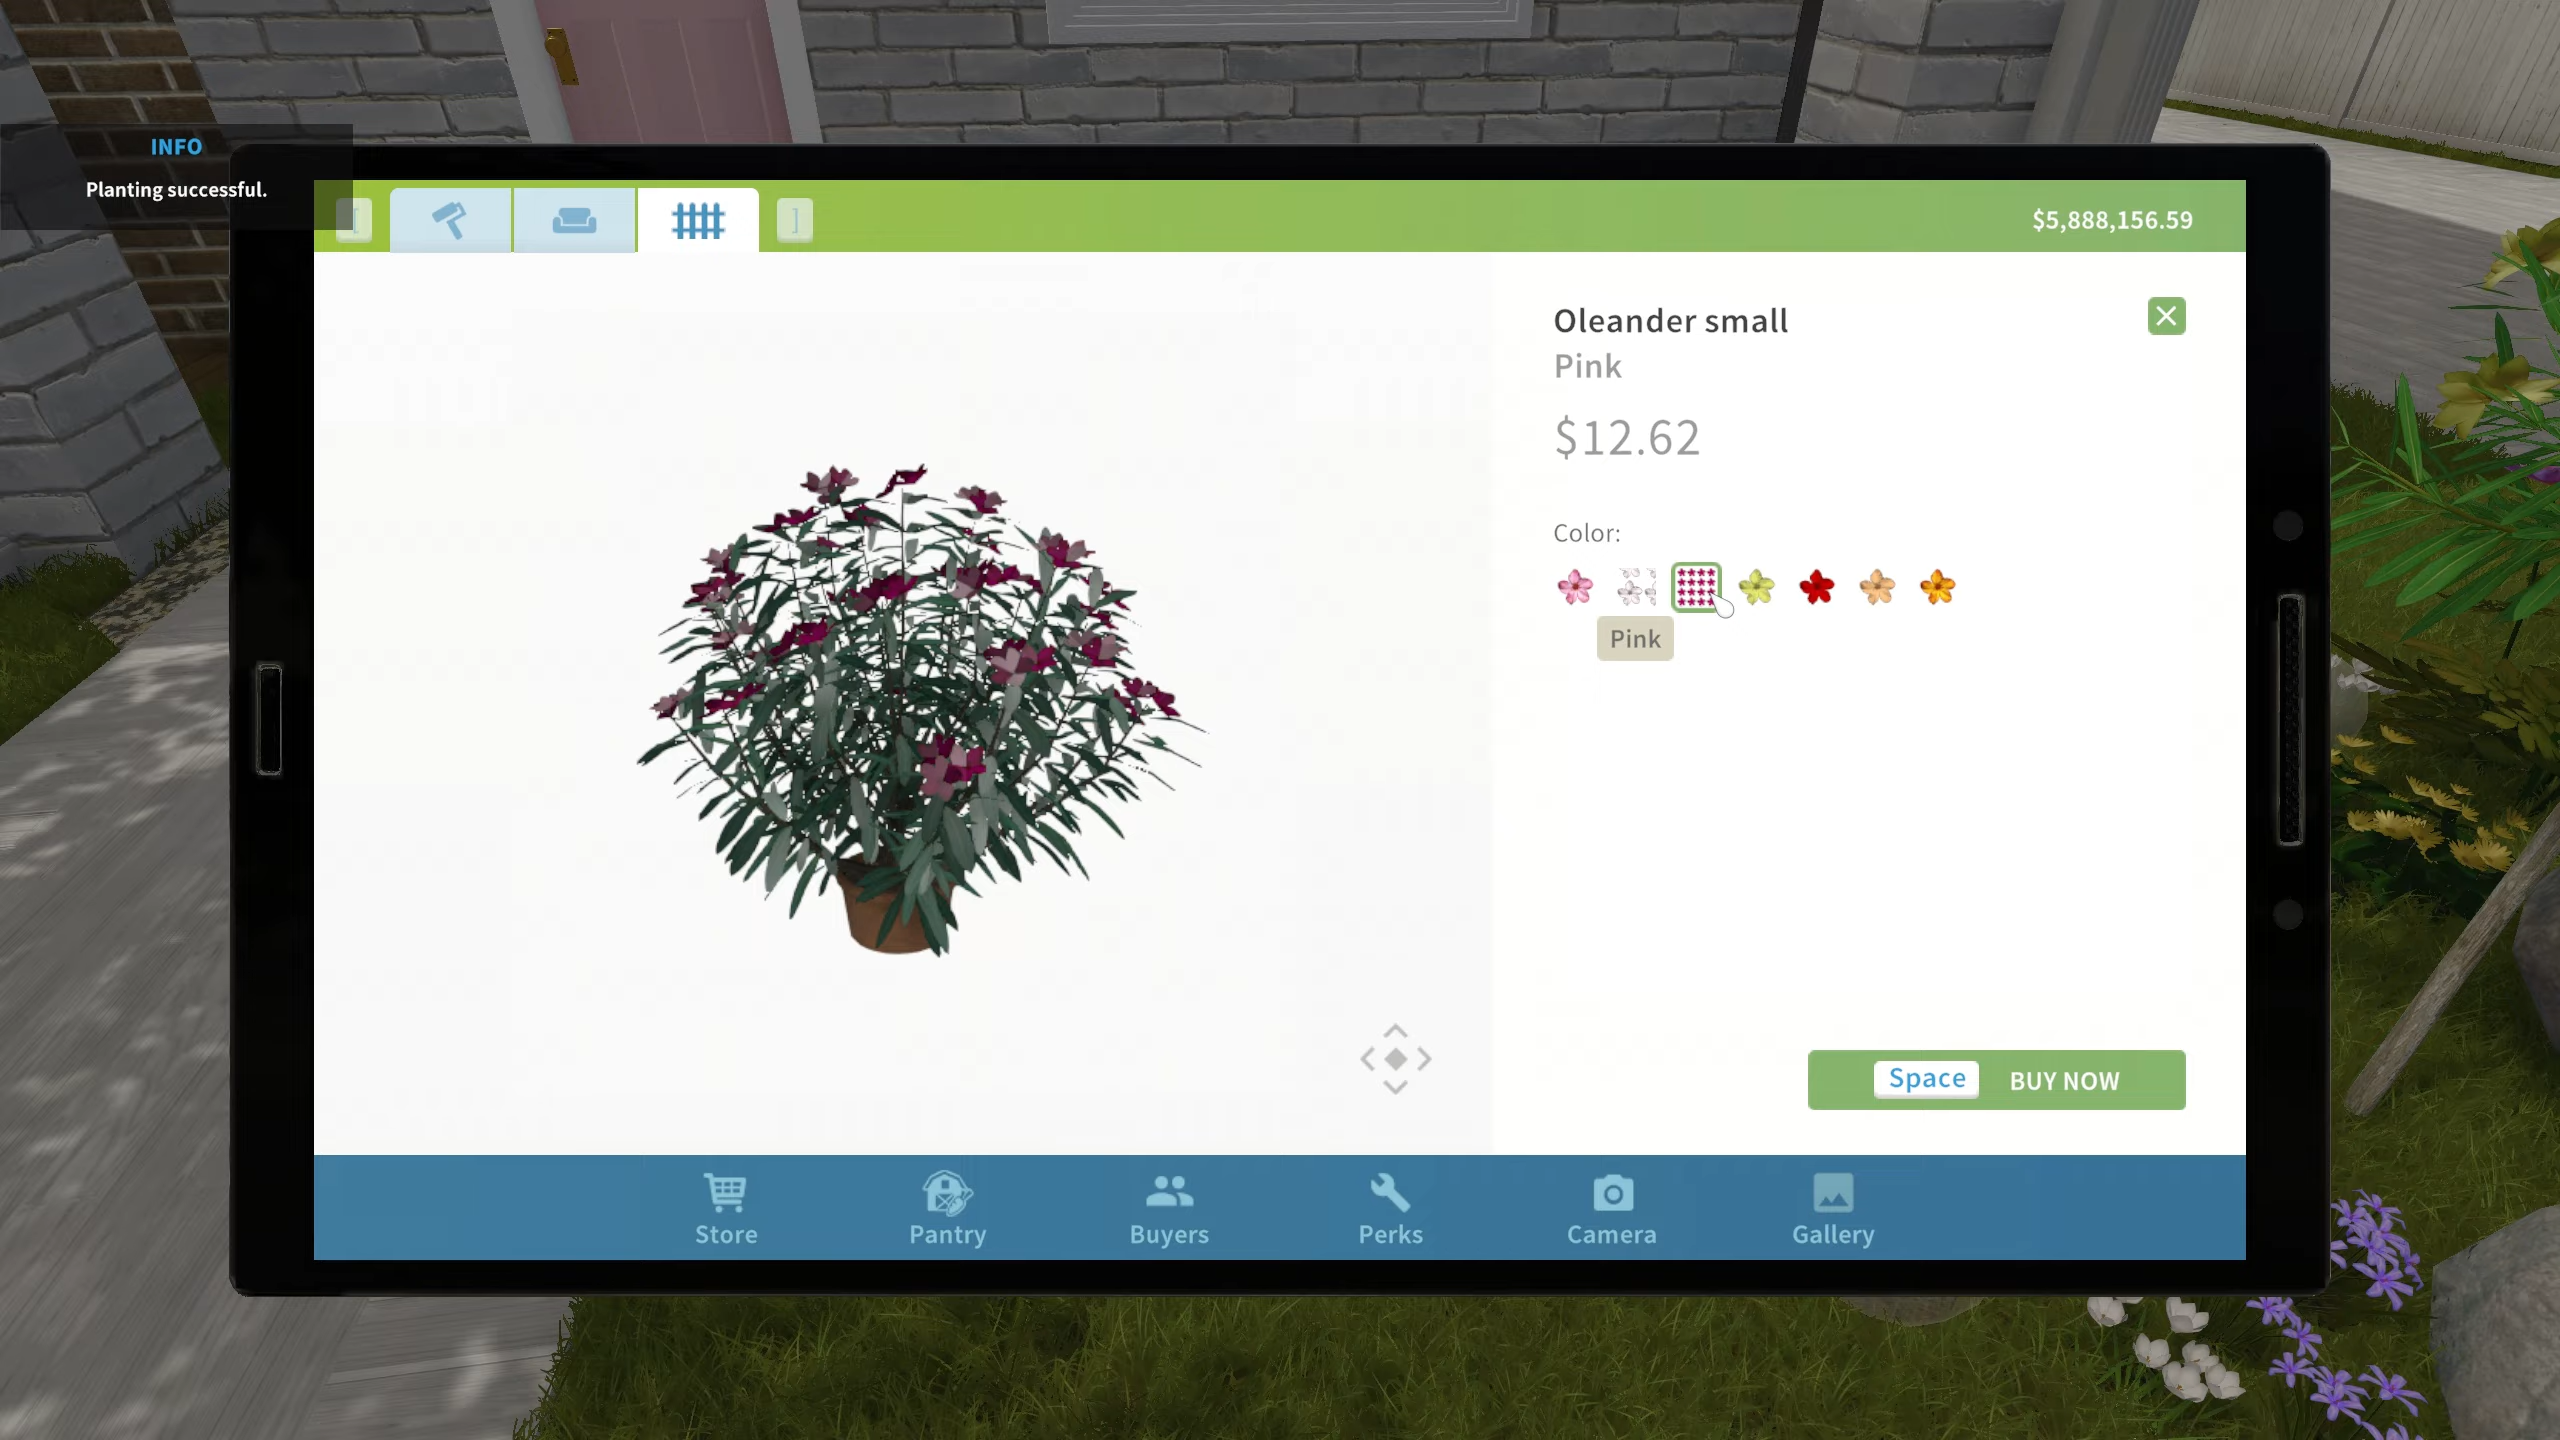 INFO
Planting successful.
[
]
$5,888,156.59
Oleander small
Pink
$12.62
Color:
Pink
Space BUY NOW
Store
Pantry
Buyers
Perks
Camera
Gallery